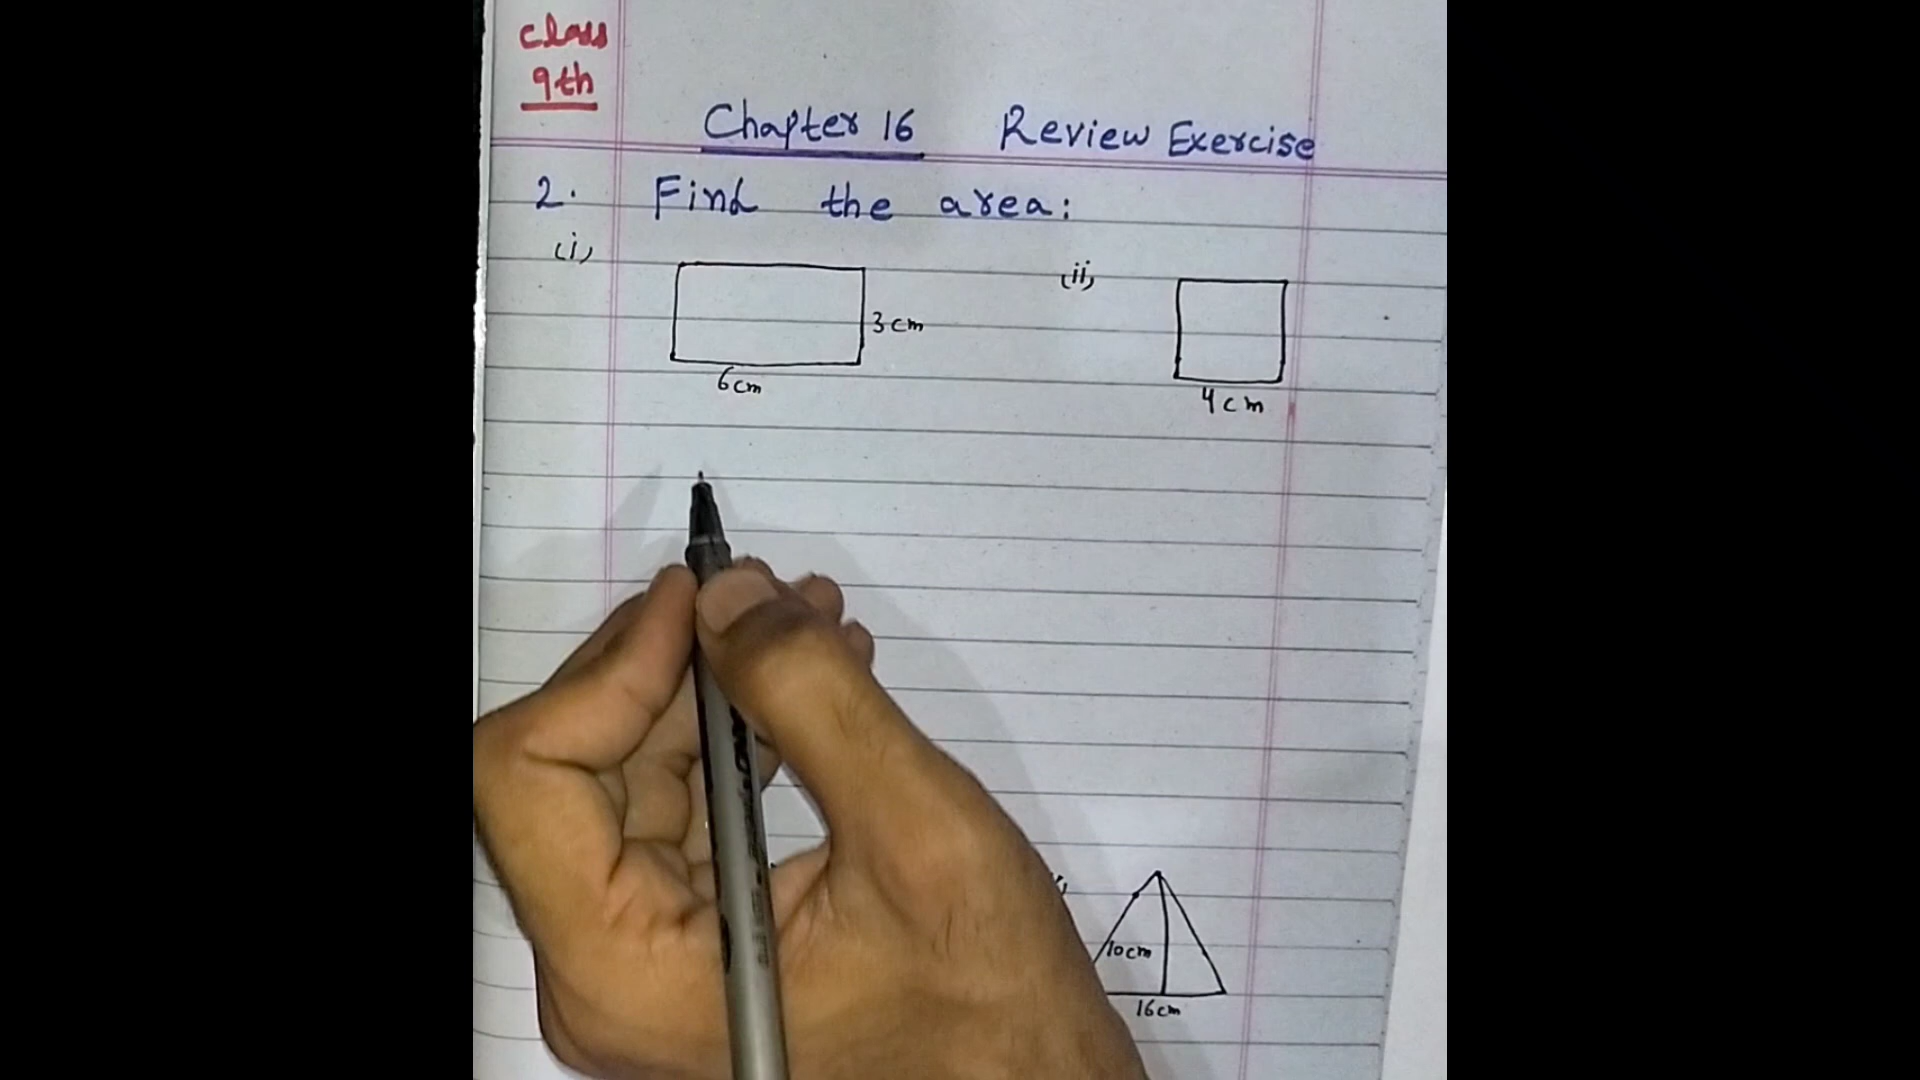 Class
9th
Chapter 16 Review Exercise
2. Find the area:
(i)
(ii)
3cm
6cm
4cm
10cm
16cm